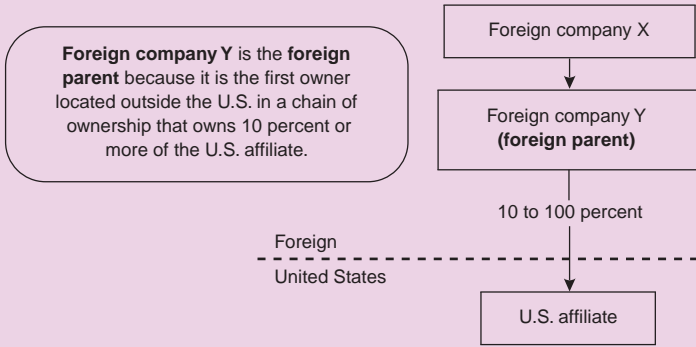 Foreign company Y is the foreign
parent because it is the first owner
located outside the U.S. in a chain of
ownership that owns 10 percent or
more of the U.S. affiliate.
Foreign company X
Foreign company Y
(foreign parent)
10 to 100 percent
Foreign
United States
U.S. affiliate